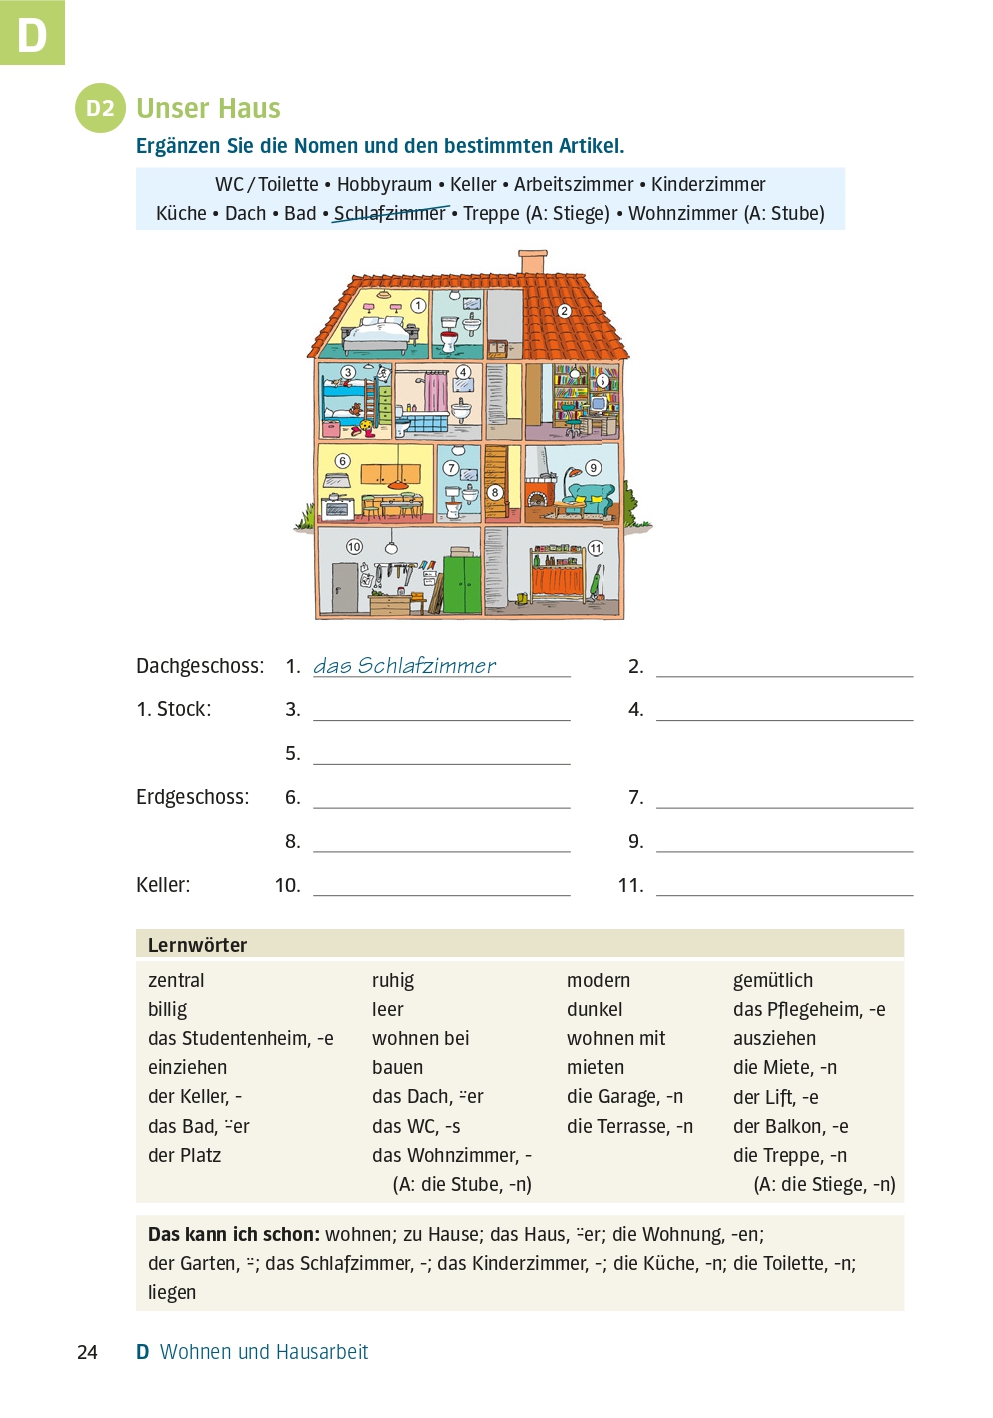 D
D2 Unser Haus
Ergänzen Sie die Nomen und den bestimmten Artikel.
WC / Toilette • Hobbyraum • Keller • Arbeitszimmer • Kinderzimmer
Küche • Dach • Bad • Schlafzimmer • Treppe (A: Stiege) • Wohnzimmer (A: Stube)
1
2
3
4
6
7
8
9
10
11
Dachgeschoss: 1. das Schlafzimmer 2.
1. Stock: 3. 4.
5.
Erdgeschoss: 6. 7.
8. 9.
Keller: 10. 11.
Lernwörter
zentral ruhig modern gemütlich
billig leer dunkel das Pflegeheim, -e
das Studentenheim, -e wohnen bei wohnen mit ausziehen
einziehen bauen mieten die Miete, -n
der Keller, - das Dach, ⸚er die Garage, -n der Lift, -e
das Bad, ⸚er das WC, -s die Terrasse, -n der Balkon, -e
der Platz das Wohnzimmer, - die Treppe, -n
(A: die Stube, -n) (A: die Stiege, -n)
Das kann ich schon: wohnen; zu Hause; das Haus, ⸚er; die Wohnung, -en;
der Garten, ⸚; das Schlafzimmer, -; das Kinderzimmer, -; die Küche, -n; die Toilette, -n;
liegen
24 D Wohnen und Hausarbeit